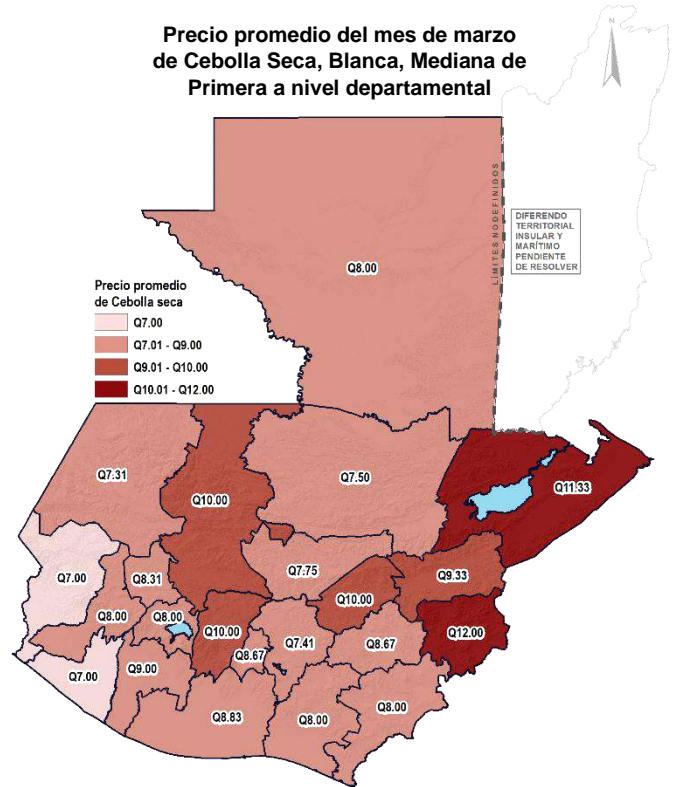 Precio promedio del mes de marzo
de Cebolla Seca, Blanca, Mediana de
Primera a nivel departamental
N
LÍMITES NO DEFINIDOS
DIFERENDO
TERRITORIAL
INSULAR Y
MARÍTIMO
PENDIENTE
DE RESOLVER
Q8.00
Precio promedio
de Cebolla seca
Q7.00
Q7.01 - Q9.00
Q9.01 - Q10.00
Q10.01 - Q12.00
Q7.31
Q10.00
Q7.50
Q11.33
Q7.00
Q8.31
Q7.75
Q9.33
Q8.00
Q8.00
Q10.00
Q10.00
Q12.00
Q8.67
Q7.41
Q8.67
Q7.00
Q9.00
Q8.83
Q8.00
Q8.00